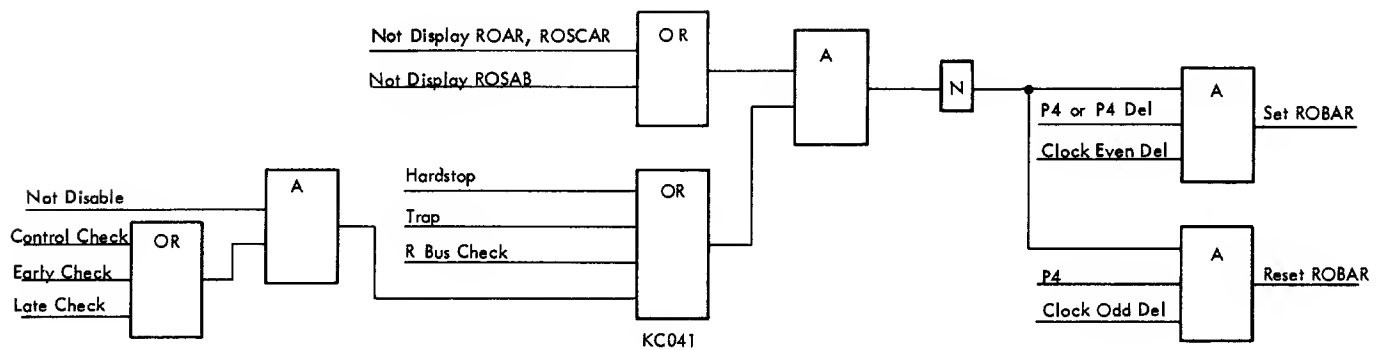 Not Display ROAR, ROSCAR
Not Display ROSAB
OR
A
N
P4 or P4 Del
Clock Even Del
A
Set ROBAR
Not Disable
Control Check
Early Check
Late Check
OR
A
Hardstop
Trap
R Bus Check
OR
KC041
P4
Clock Odd Del
A
Reset ROBAR